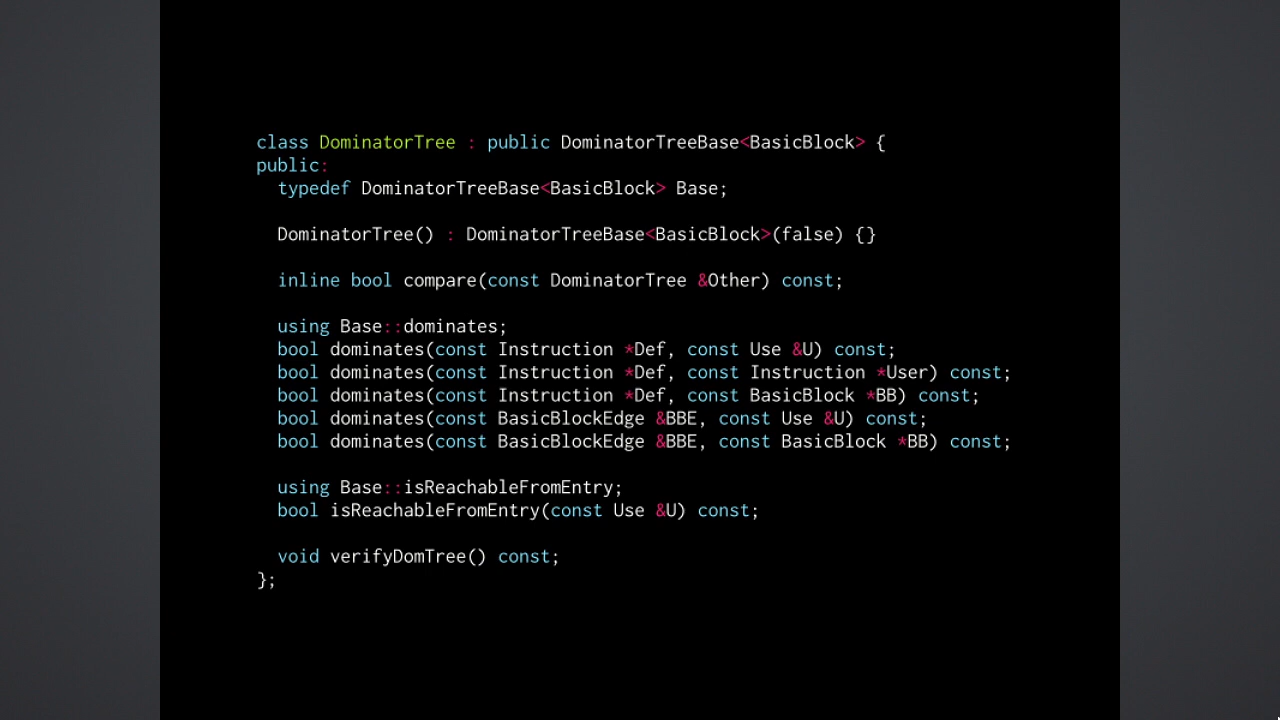 class DominatorTree : public DominatorTreeBase<BasicBlock> {
public:
  typedef DominatorTreeBase<BasicBlock> Base;

  DominatorTree() : DominatorTreeBase<BasicBlock>(false) {}

  inline bool compare(const DominatorTree &Other) const;

  using Base::dominates;
  bool dominates(const Instruction *Def, const Use &U) const;
  bool dominates(const Instruction *Def, const Instruction *User) const;
  bool dominates(const Instruction *Def, const BasicBlock *BB) const;
  bool dominates(const BasicBlockEdge &BBE, const Use &U) const;
  bool dominates(const BasicBlockEdge &BBE, const BasicBlock *BB) const;

  using Base::isReachableFromEntry;
  bool isReachableFromEntry(const Use &U) const;

  void verifyDomTree() const;
};